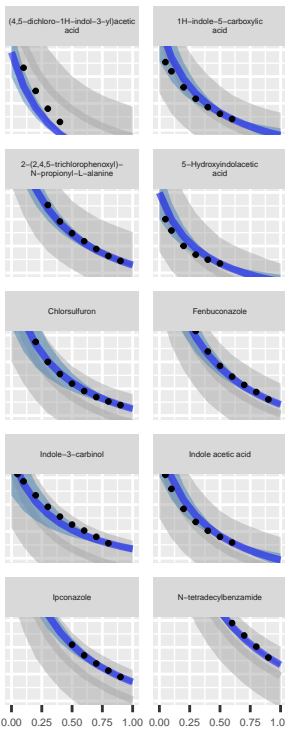 (4,5−dichloro−1H−indol−3−yl)acetic
acid
1H−indole−5−carboxylic
acid
2−(2,4,5−trichlorophenoxyl)−
N−propionyl−L−alanine
5−Hydroxyindolacetic
acid
Chlorsulfuron
Fenbuconazole
Indole−3−carbinol
Indole acetic acid
Ipconazole
N−tetradecylbenzamide
0.00 0.25 0.50 0.75 1.00
0.00 0.25 0.50 0.75 1.0